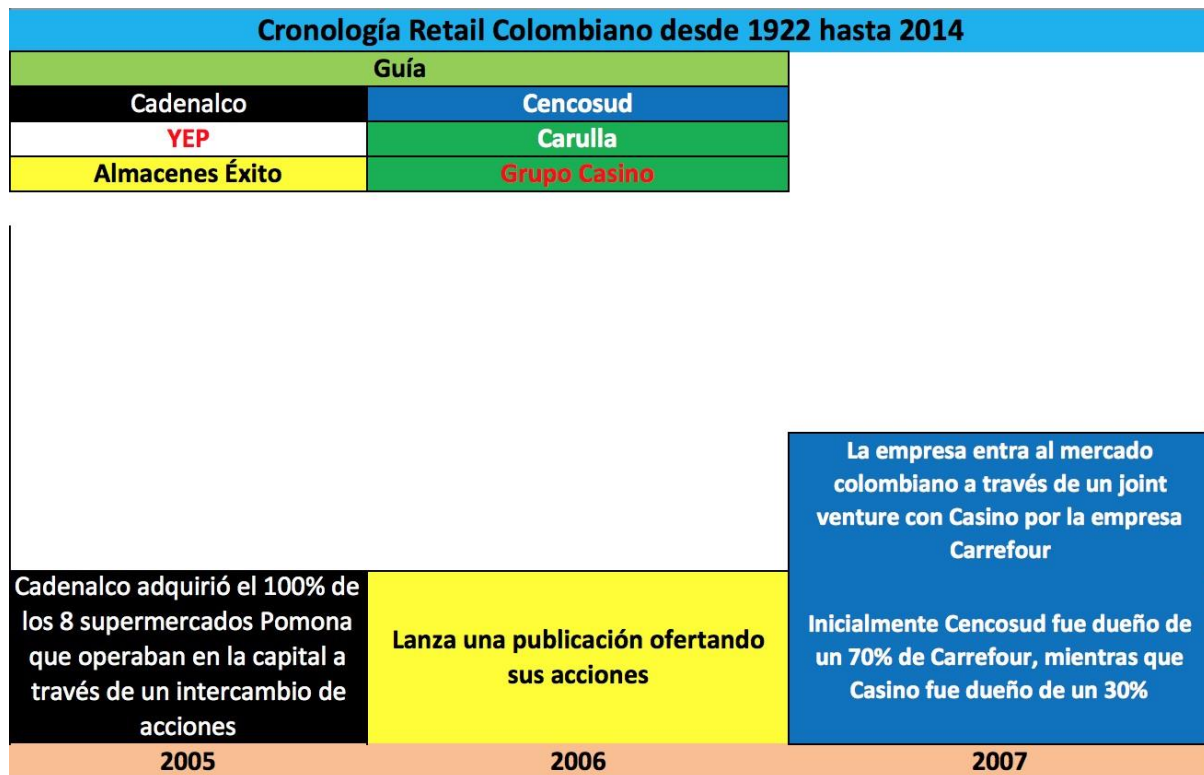 Cronología Retail Colombiano desde 1922 hasta 2014
Guía
Cadenalco
Cencosud
YEP
Carulla
Almacenes Éxito
Grupo Casino
Cadenalco adquirió el 100% de
los 8 supermercados Pomona
que operaban en la capital a
través de un intercambio de
acciones
Lanza una publicación ofertando
sus acciones
La empresa entra al mercado
colombiano a través de un joint
venture con Casino por la empresa
Carrefour
Inicialmente Cencosud fue dueño de
un 70% de Carrefour, mientras que
Casino fue dueño de un 30%
2005
2006
2007